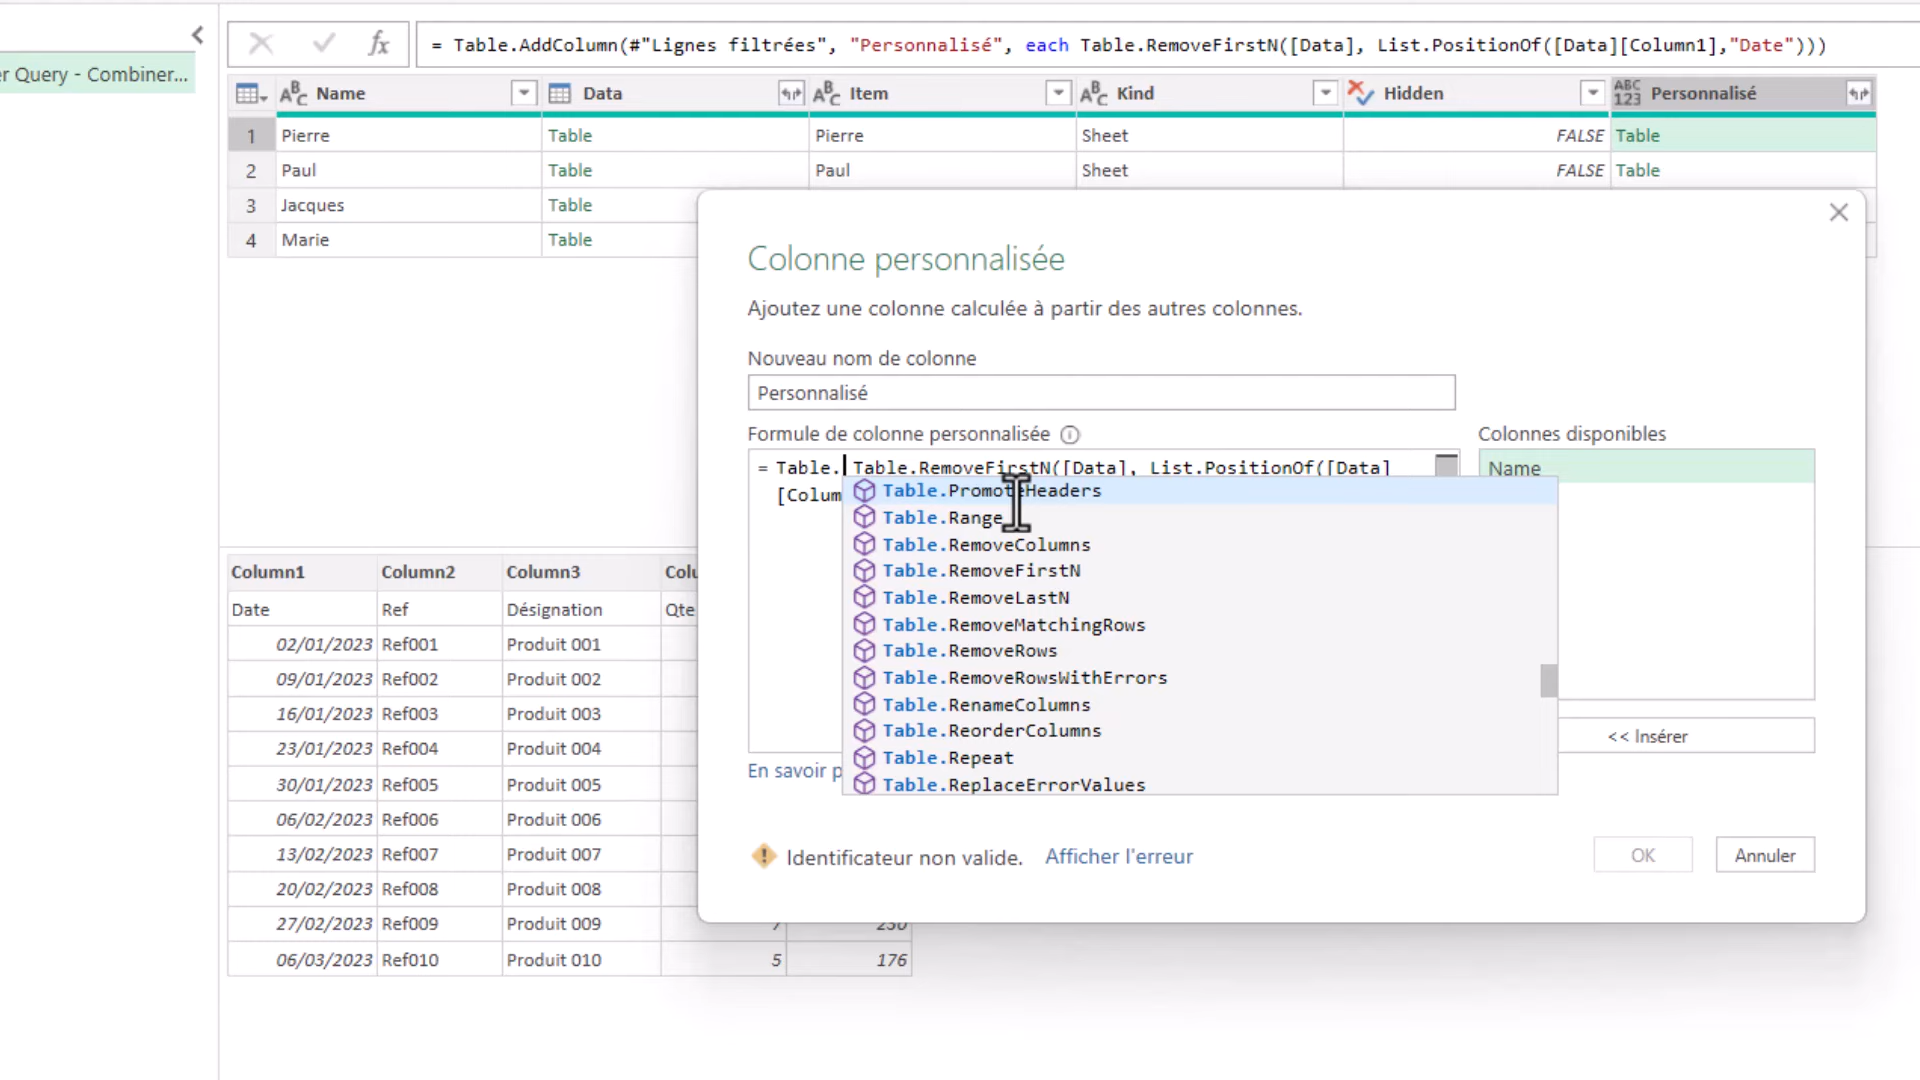 = Table.AddColumn(#"Lignes filtrées", "Personnalisé", each Table.RemoveFirstN([Data], List.PositionOf([Data][Column1],"Date")))
er Query - Combiner...
Name Data Item Kind Hidden Personnalisé
1 Pierre Table Pierre Sheet FALSE Table
2 Paul Table Paul Sheet FALSE Table
3 Jacques Table
4 Marie Table
Colonne personnalisée
Ajoutez une colonne calculée à partir des autres colonnes.
Nouveau nom de colonne
Personnalisé
Formule de colonne personnalisée
Colonnes disponibles
= Table. Table.RemoveFirstN([Data], List.PositionOf([Data]
[Colum
Name
Table.PromoteHeaders
Table.Range
Table.RemoveColumns
Table.RemoveFirstN
Table.RemoveLastN
Table.RemoveMatchingRows
Table.RemoveRows
Table.RemoveRowsWithErrors
Table.RenameColumns
Table.ReorderColumns
Table.Repeat
Table.ReplaceErrorValues
<< Insérer
En savoir p
Identificateur non valide. Afficher l'erreur
OK Annuler
Column1 Column2 Column3 Colu
Date Ref Désignation Qte
02/01/2023 Ref001 Produit 001
09/01/2023 Ref002 Produit 002
16/01/2023 Ref003 Produit 003
23/01/2023 Ref004 Produit 004
30/01/2023 Ref005 Produit 005
06/02/2023 Ref006 Produit 006
13/02/2023 Ref007 Produit 007
20/02/2023 Ref008 Produit 008
27/02/2023 Ref009 Produit 009 7 230
06/03/2023 Ref010 Produit 010 5 176